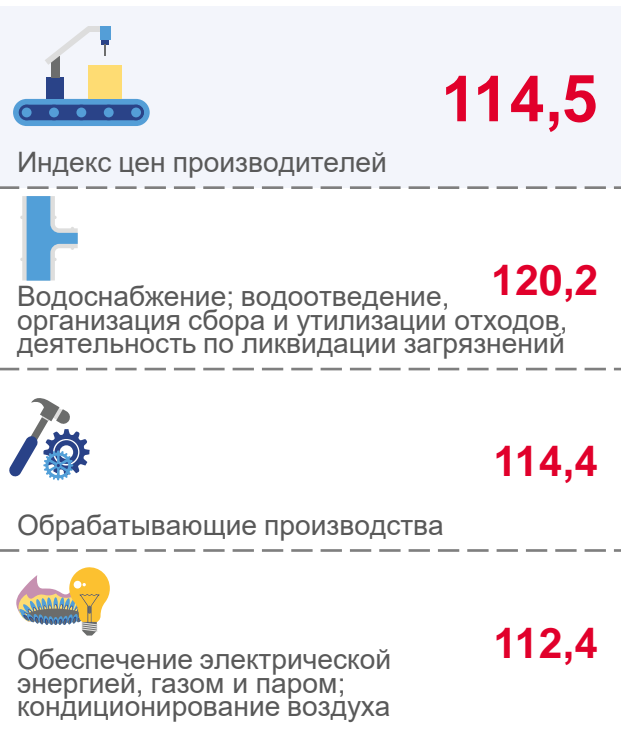 114,5
Индекс цен производителей
120,2
Водоснабжение; водоотведение,
организация сбора и утилизации отходов,
деятельность по ликвидации загрязнений
114,4
Обрабатывающие производства
112,4
Обеспечение электрической
энергией, газом и паром;
кондиционирование воздуха